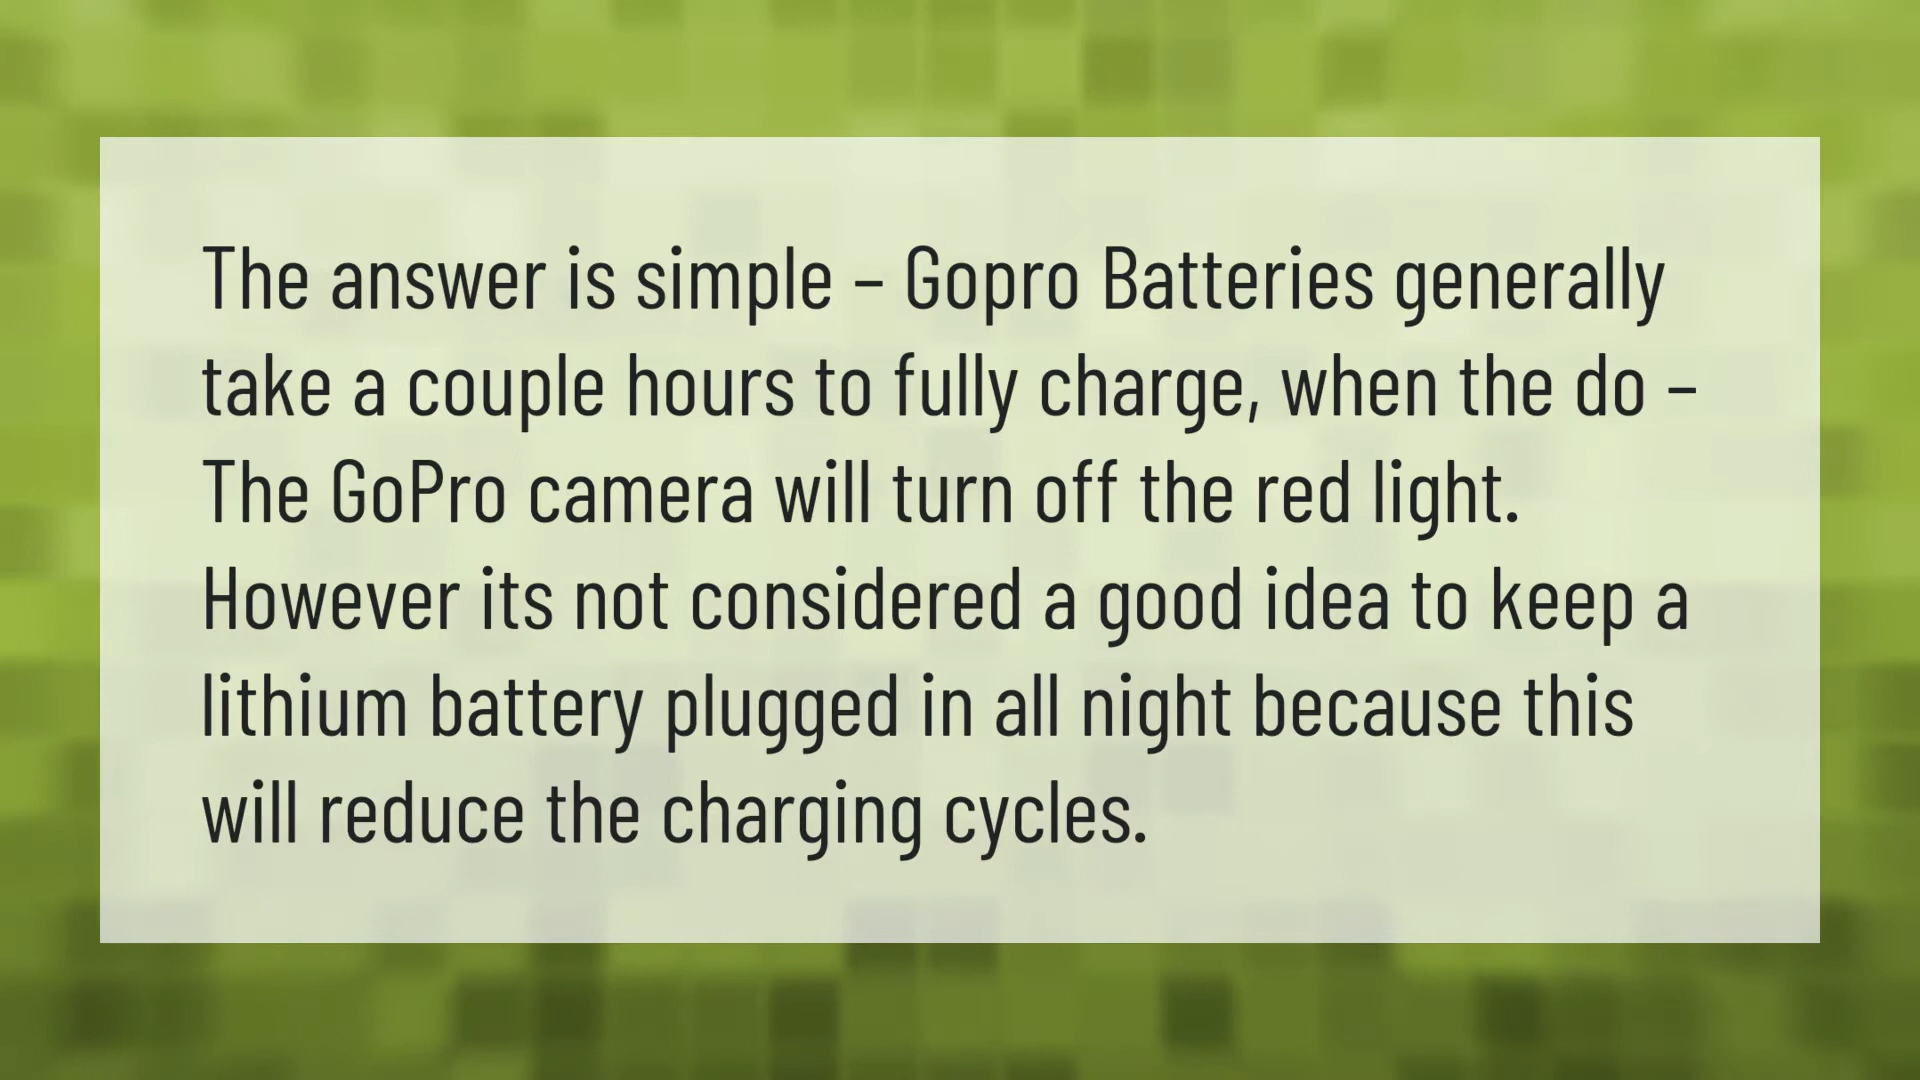 The answer is simple – Gopro Batteries generally
take a couple hours to fully charge, when the do –
The GoPro camera will turn off the red light.
However its not considered a good idea to keep a
lithium battery plugged in all night because this
will reduce the charging cycles.